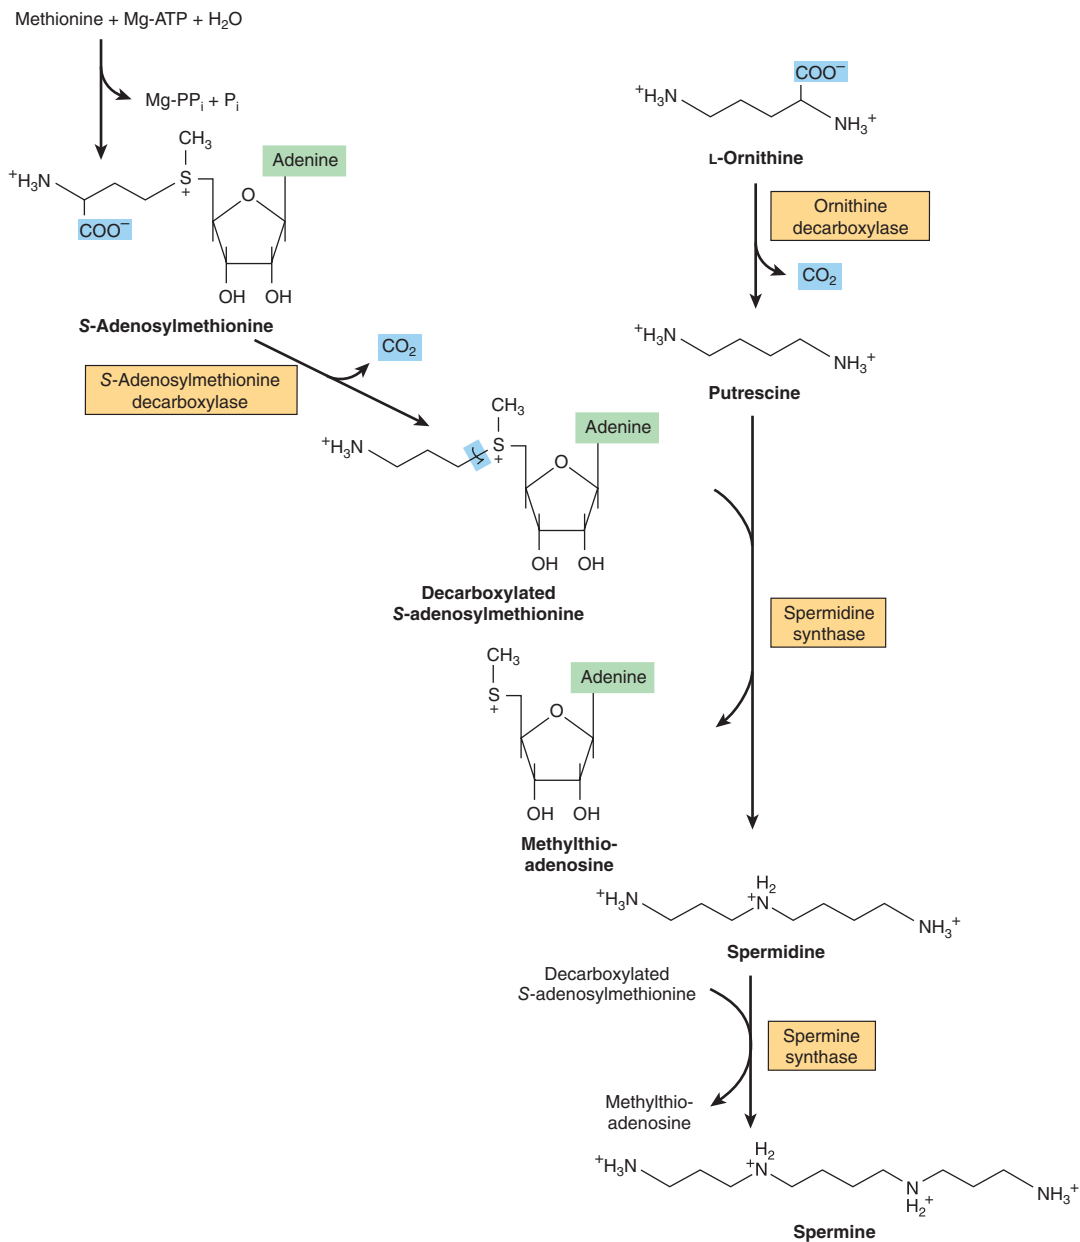 Methionine + Mg-ATP + H₂O
Mg-PPᵢ + Pᵢ
CH₃
Adenine
⁺H₃N
S
+
O
COO⁻
OH OH
S-Adenosylmethionine
CO₂
S-Adenosylmethionine
decarboxylase
CH₃
Adenine
⁺H₃N
S
+
O
OH OH
Decarboxylated
S-adenosylmethionine
CH₃
Adenine
S
+
O
OH OH
Methylthio-
adenosine
COO⁻
⁺H₃N
NH₃⁺
L-Ornithine
Ornithine
decarboxylase
CO₂
⁺H₃N
NH₃⁺
Putrescine
Spermidine
synthase
H₂
⁺H₃N
⁺N
NH₃⁺
Spermidine
Decarboxylated
S-adenosylmethionine
Spermine
synthase
Methylthio-
adenosine
H₂
⁺H₃N
⁺N
N
H₂⁺
NH₃⁺
Spermine